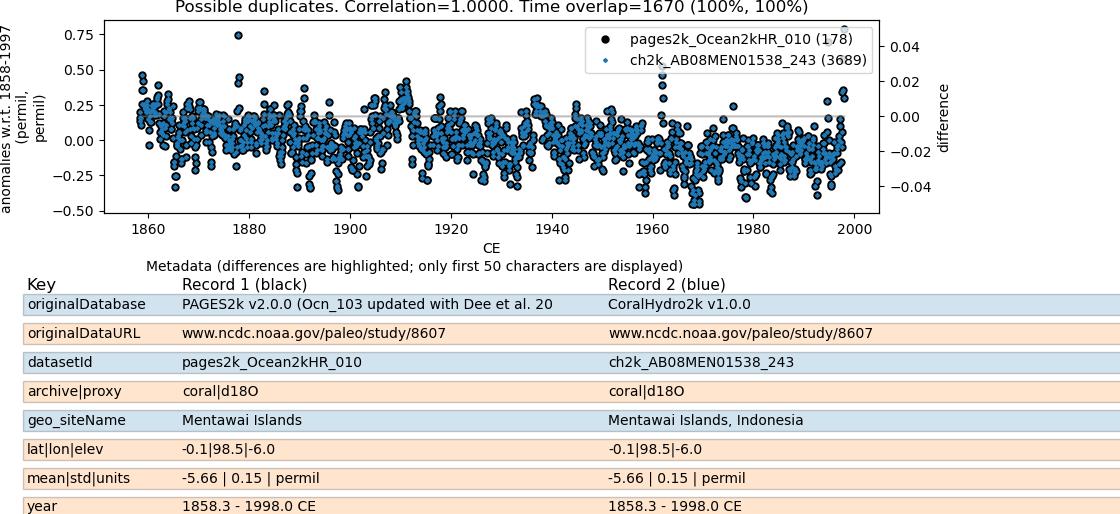 Possible duplicates. Correlation=1.0000. Time overlap=1670 (100%, 100%)
anomalies w.r.t. 1858-1997
(permil,
permil)
0.75
0.50
0.25
0.00
−0.25
−0.50
pages2k_Ocean2kHR_010 (178)
ch2k_AB08MEN01538_243 (3689)
0.04
0.02
0.00
−0.02
−0.04
difference
1860 1880 1900 1920 1940 1960 1980 2000
CE
Metadata (differences are highlighted; only first 50 characters are displayed)
Key Record 1 (black) Record 2 (blue)
originalDatabase PAGES2k v2.0.0 (Ocn_103 updated with Dee et al. 20 CoralHydro2k v1.0.0
originalDataURL www.ncdc.noaa.gov/paleo/study/8607 www.ncdc.noaa.gov/paleo/study/8607
datasetId pages2k_Ocean2kHR_010 ch2k_AB08MEN01538_243
archive|proxy coral|d18O coral|d18O
geo_siteName Mentawai Islands Mentawai Islands, Indonesia
lat|lon|elev -0.1|98.5|-6.0 -0.1|98.5|-6.0
mean|std|units -5.66 | 0.15 | permil -5.66 | 0.15 | permil
year 1858.3 - 1998.0 CE 1858.3 - 1998.0 CE